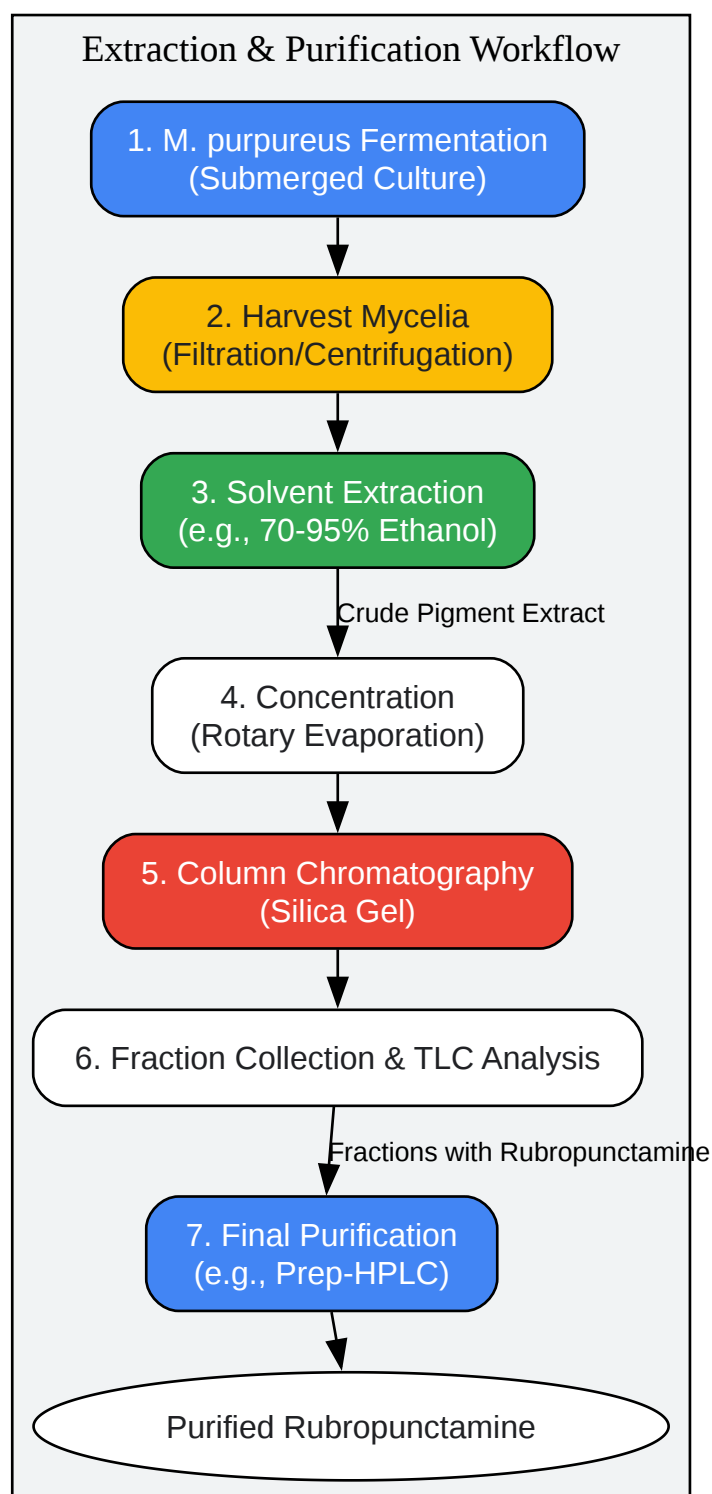 Extraction & Purification Workflow
1. M. purpureus Fermentation
(Submerged Culture)
2. Harvest Mycelia
(Filtration/Centrifugation)
3. Solvent Extraction
(e.g., 70-95% Ethanol)
Crude Pigment Extract
4. Concentration
(Rotary Evaporation)
5. Column Chromatography
(Silica Gel)
6. Fraction Collection & TLC Analysis
Fractions with Rubropunctamine
7. Final Purification
(e.g., Prep-HPLC)
Purified Rubropunctamine